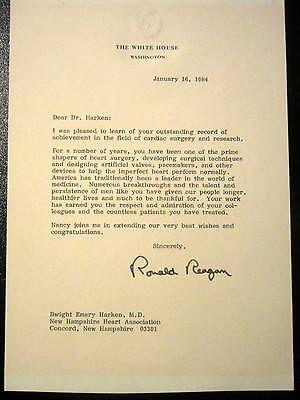 THE WHITE HOUSE
WASHINGTON
January 16, 1984
Dear Dr. Harken:
I was pleased to learn of your outstanding record of
achievement in the field of cardiac surgery and research.
For a number of years, you have been one of the prime
shapers of heart surgery, developing surgical techniques
and designing artificial valves, pacemakers, and other
devices to help the imperfect heart perform normally.
America has traditionally been a leader in the world of
medicine. Numerous breakthroughs and the talent and
persistence of men like you have given our people longer,
healthier lives and much to be thankful for. Your work
has earned you the respect and admiration of your col-
leagues and the countless patients you have treated.
Nancy joins me in extending our very best wishes and
congratulations.
Sincerely,
Ronald Reagan
Dwight Emery Harken, M.D.
New Hampshire Heart Association
Concord, New Hampshire 03301